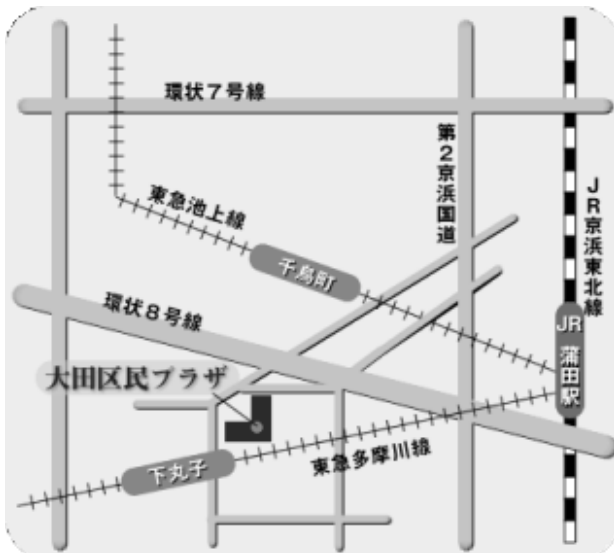 環状7号線
第2京浜国道
JR京浜東北線
東急池上線
千鳥町
環状8号線
JR蒲田駅
大田区民プラザ
東急多摩川線
下丸子